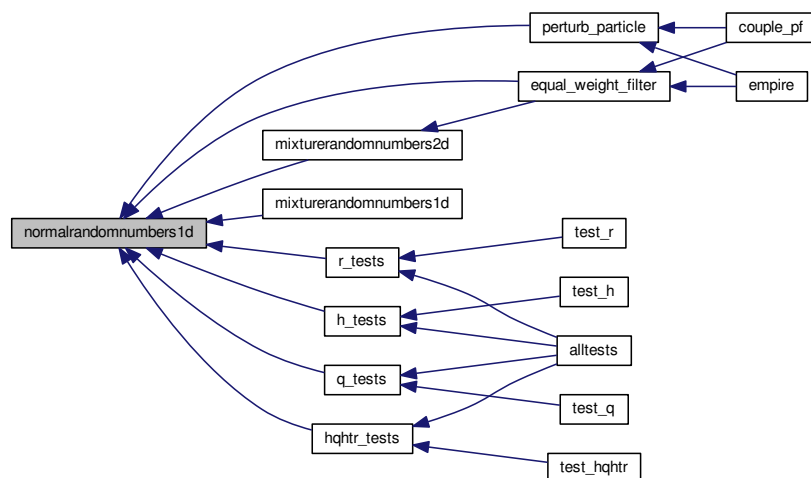 perturb_particle
couple_pf
equal_weight_filter
empire
mixturerandomnumbers2d
mixturerandomnumbers1d
normalrandomnumbers1d
test_r
r_tests
test_h
h_tests
alltests
q_tests
test_q
hqhtr_tests
test_hqhtr